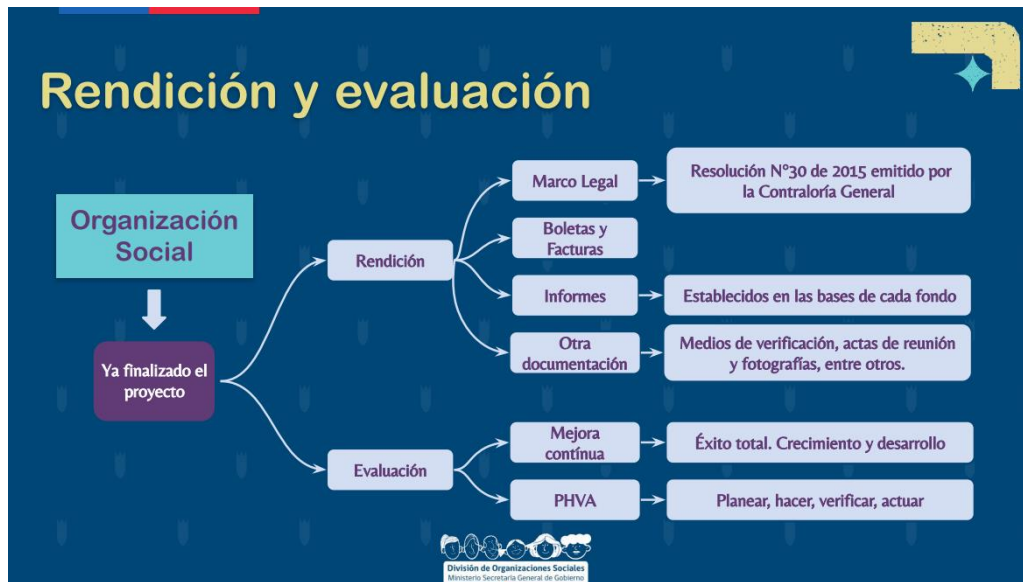 Rendición y evaluación
Organización
Social
Ya finalizado el
proyecto
Rendición
Marco Legal
Resolución N°30 de 2015 emitido por
la Contraloría General
Boletas y
Facturas
Informes
Establecidos en las bases de cada fondo
Otra
documentación
Medios de verificación, actas de reunión
y fotografías, entre otros.
Evaluación
Mejora
contínua
Éxito total. Crecimiento y desarrollo
PHVA
Planear, hacer, verificar, actuar
División de Organizaciones Sociales
Ministerio Secretaría General de Gobierno